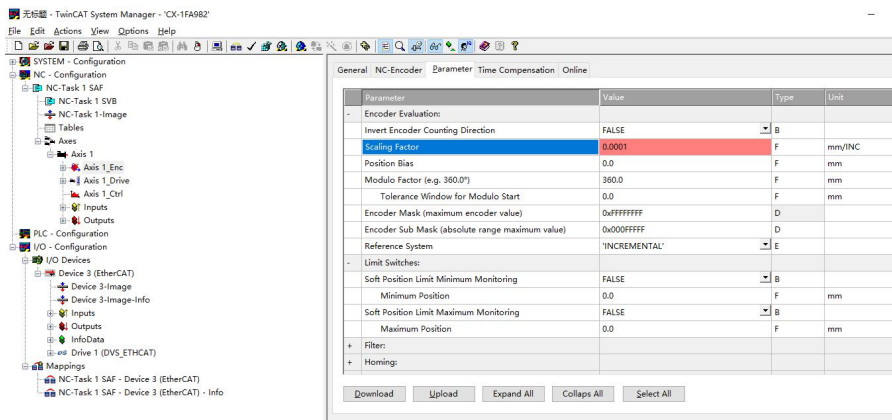 无标题 - TwinCAT System Manager - 'CX-1FA982'
File Edit Actions View Options Help
SYSTEM - Configuration
NC - Configuration
NC-Task 1 SAF
NC-Task 1 SVB
NC-Task 1-Image
Tables
Axes
Axis 1
Axis 1_Enc
Axis 1_Drive
Axis 1_Ctrl
Inputs
Outputs
PLC - Configuration
I/O - Configuration
I/O Devices
Device 3 (EtherCAT)
Device 3-Image
Device 3-Image-Info
Inputs
Outputs
InfoData
Drive 1 (DVS_ETHCAT)
Mappings
NC-Task 1 SAF - Device 3 (EtherCAT)
NC-Task 1 SAF - Device 3 (EtherCAT) - Info
General NC-Encoder Parameter Time Compensation Online
Parameter Value Type Unit
- Encoder Evaluation:
Invert Encoder Counting Direction FALSE B
Scaling Factor 0.0001 F mm/INC
Position Bias 0.0 F mm
Modulo Factor (e.g. 360.0°) 360.0 F mm
Tolerance Window for Modulo Start 0.0 F mm
Encoder Mask (maximum encoder value) 0xFFFFFFFF D
Encoder Sub Mask (absolute range maximum value) 0x000FFFFF D
Reference System 'INCREMENTAL' E
- Limit Switches:
Soft Position Limit Minimum Monitoring FALSE B
Minimum Position 0.0 F mm
Soft Position Limit Maximum Monitoring FALSE B
Maximum Position 0.0 F mm
+ Filter:
+ Homing:
Download Upload Expand All Collaps All Select All